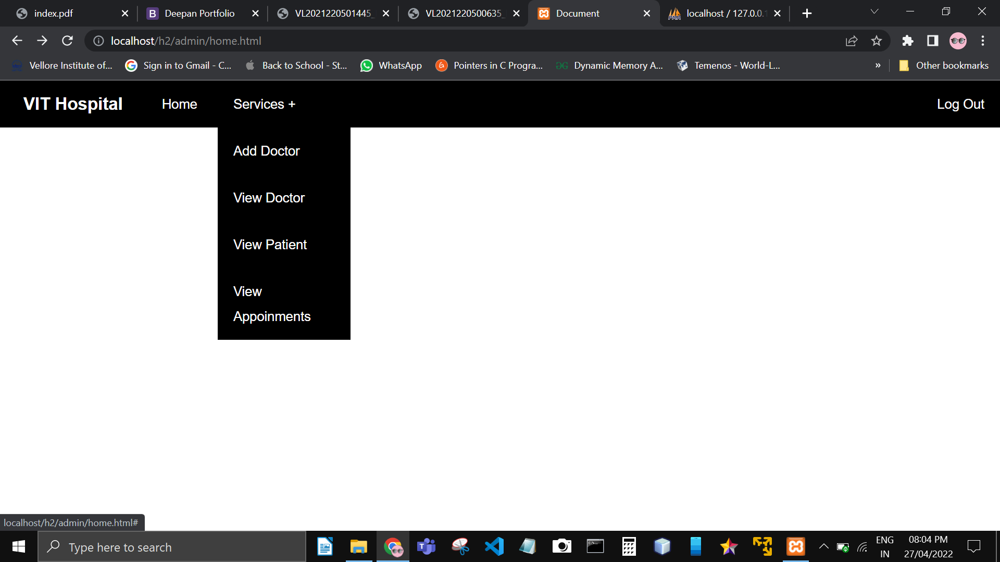 index.pdf
Deepan Portfolio
VL2021220501445_
VL2021220500635_
Document
localhost / 127.0.0.1
localhost/h2/admin/home.html
Vellore Institute of...
Sign in to Gmail - C...
Back to School - St...
WhatsApp
Pointers in C Progra...
Dynamic Memory A...
Temenos - World-L...
»
Other bookmarks
VIT Hospital
Home
Services +
Log Out
Add Doctor
View Doctor
View Patient
View
Appoinments
localhost/h2/admin/home.html#
Type here to search
ENG
IN
08:04 PM
27/04/2022